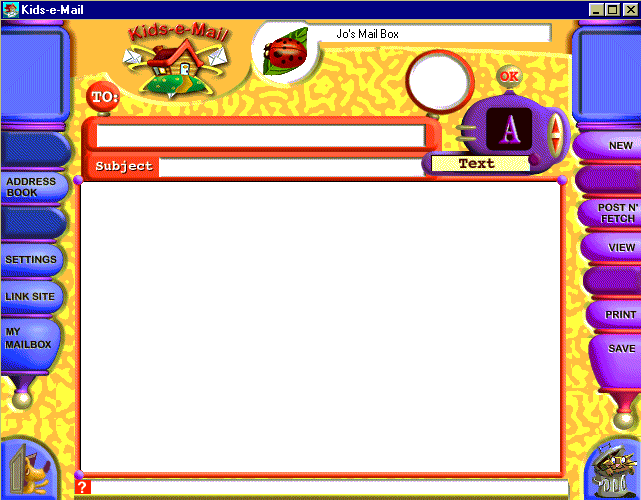 Kids-e-Mail
Kids-e-Mail
Jo's Mail Box
OK
TO:
A
Subject
Text
ADDRESS
BOOK
SETTINGS
LINK SITE
MY
MAILBOX
NEW
POST N'
FETCH
VIEW
PRINT
SAVE
?